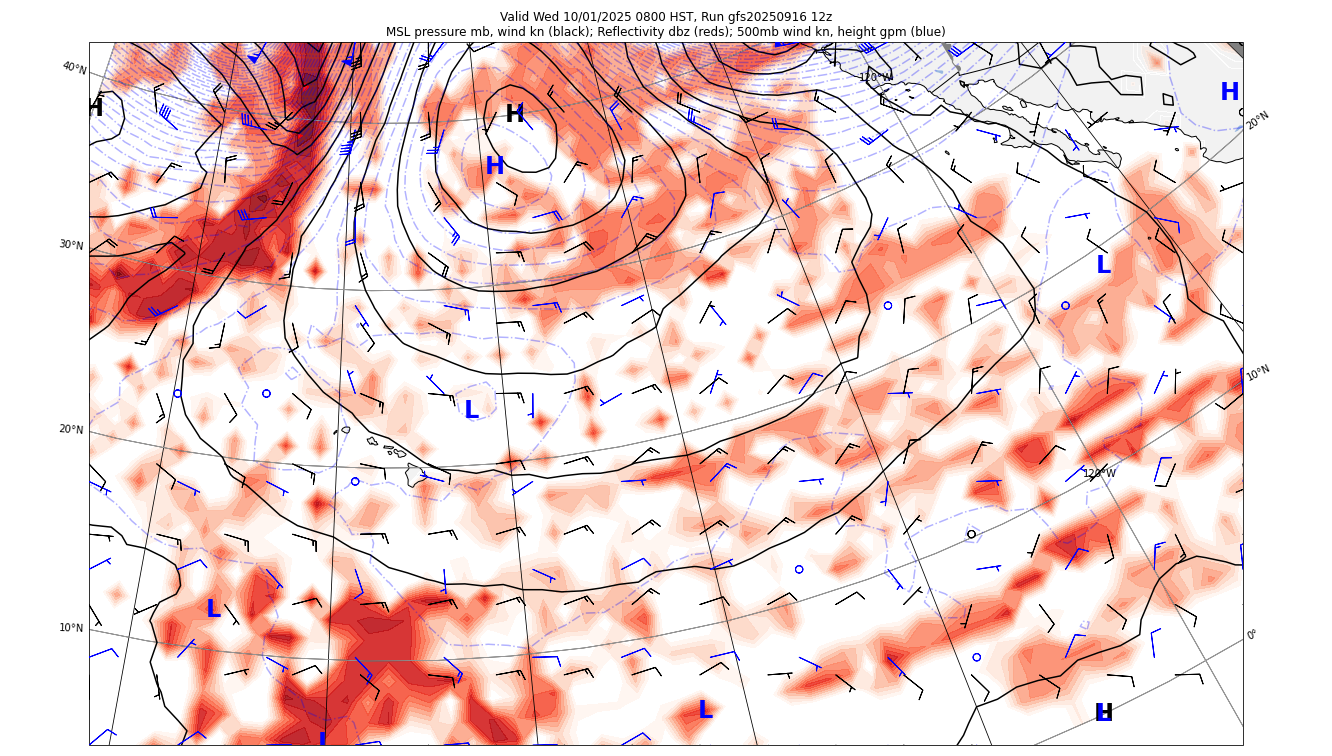 Valid Wed 10/01/2025 0800 HST, Run gfs20250916 12z
MSL pressure mb, wind kn (black); Reflectivity dbz (reds); 500mb wind kn, height gpm (blue)
40°N
120°W
H
H
H
20°N
H
30°N
L
10°N
L
20°N
120°W
L
10°N
0°
L
H
L